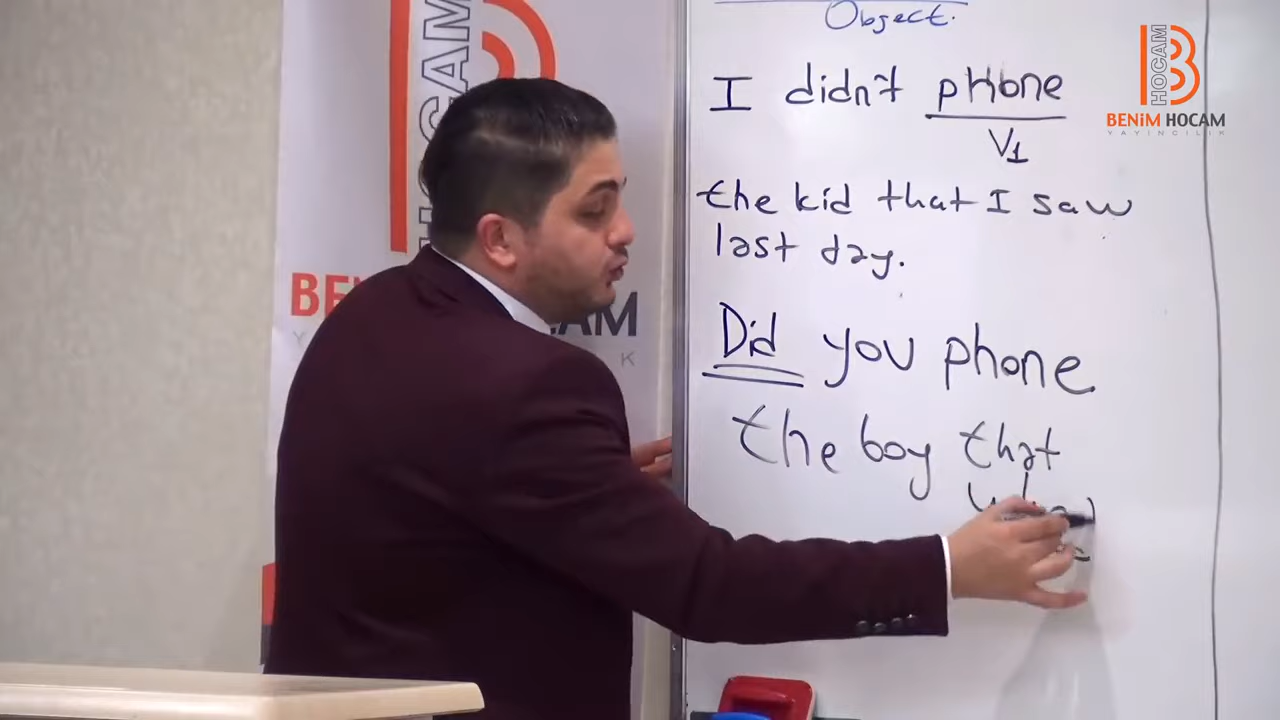 Object.
I didn't phone
V1
the kid that I saw
last day.
Did you phone
the boy that
HOCAM
BENİM HOCAM
YAYINCILIK
HOCAM